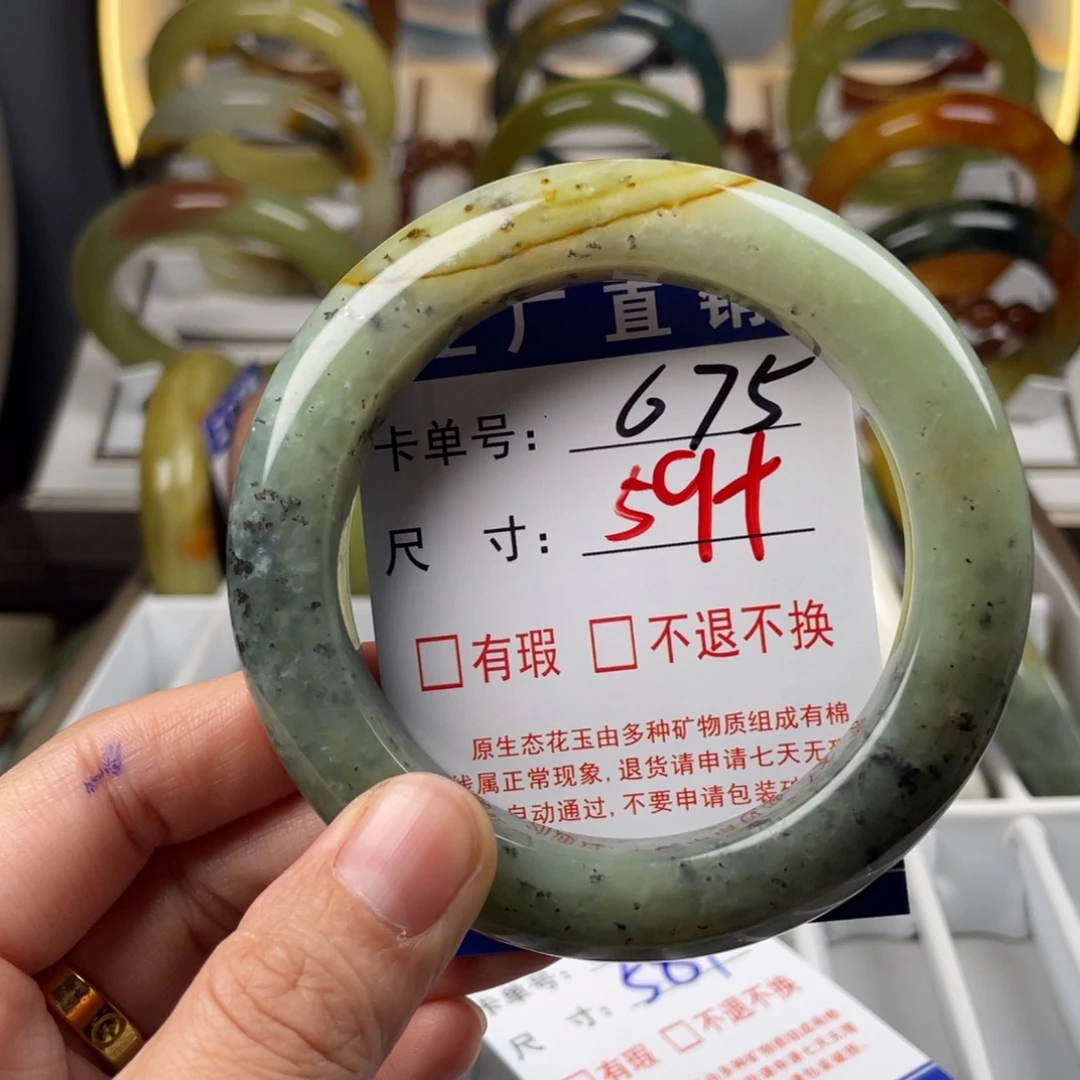 厂直销
卡单号: 675
尺 寸: 59+
□有瑕 □不退不换
原生态花玉由多种矿物质组成有棉
线属正常现象, 退货请申请七天无
自动通过, 不要申请包装
卡单号: 561
尺 寸:
□有瑕 □不退不换